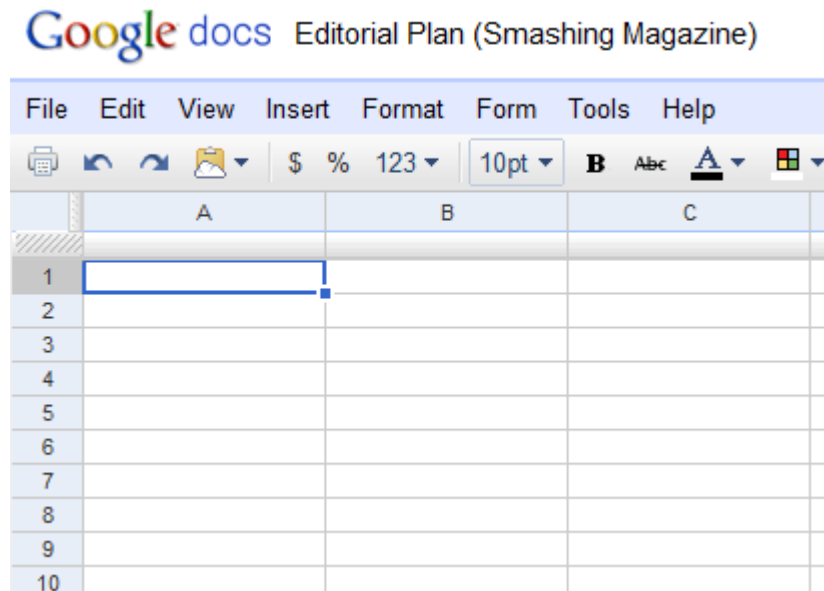 Google docs Editorial Plan (Smashing Magazine)
File Edit View Insert Format Form Tools Help
$ % 123 10pt B Abc A
A B C
1
2
3
4
5
6
7
8
9
10